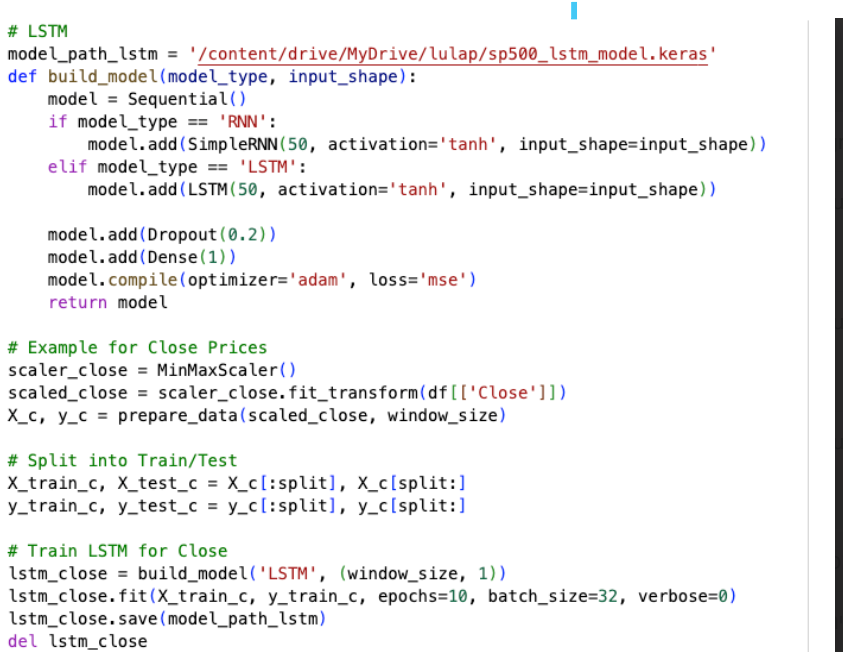 # LSTM
model_path_lstm = '/content/drive/MyDrive/lulap/sp500_lstm_model.keras'
def build_model(model_type, input_shape):
    model = Sequential()
    if model_type == 'RNN':
        model.add(SimpleRNN(50, activation='tanh', input_shape=input_shape))
    elif model_type == 'LSTM':
        model.add(LSTM(50, activation='tanh', input_shape=input_shape))

    model.add(Dropout(0.2))
    model.add(Dense(1))
    model.compile(optimizer='adam', loss='mse')
    return model

# Example for Close Prices
scaler_close = MinMaxScaler()
scaled_close = scaler_close.fit_transform(df[['Close']])
X_c, y_c = prepare_data(scaled_close, window_size)

# Split into Train/Test
X_train_c, X_test_c = X_c[:split], X_c[split:]
y_train_c, y_test_c = y_c[:split], y_c[split:]

# Train LSTM for Close
lstm_close = build_model('LSTM', (window_size, 1))
lstm_close.fit(X_train_c, y_train_c, epochs=10, batch_size=32, verbose=0)
lstm_close.save(model_path_lstm)
del lstm_close